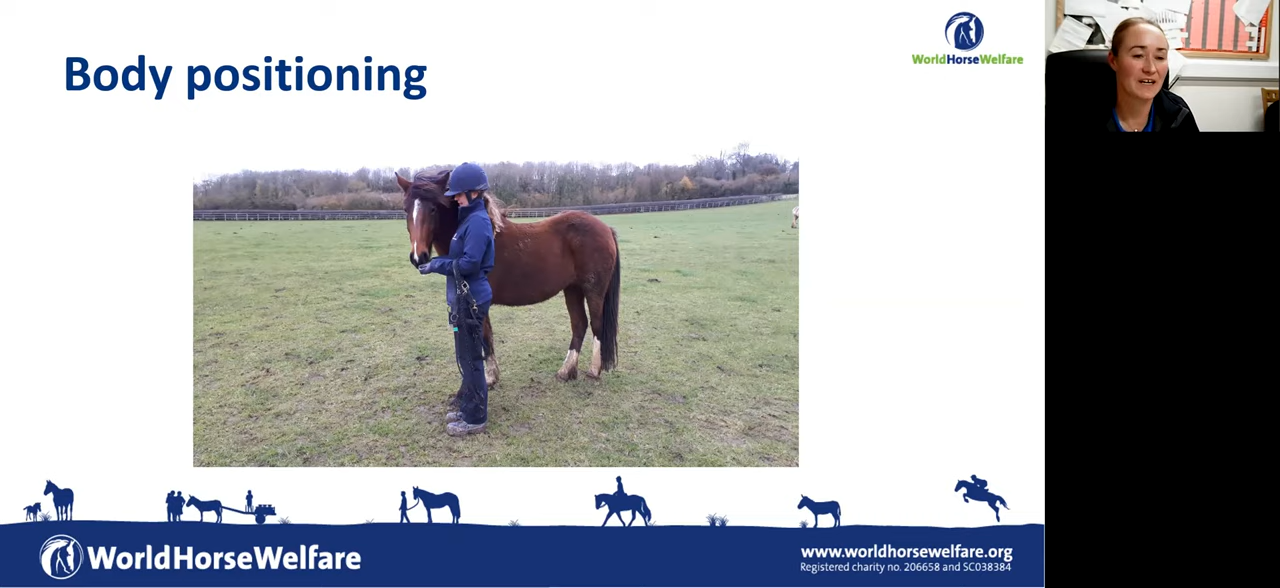 Body positioning
WorldHorseWelfare
WorldHorseWelfare
www.worldhorsewelfare.org
Registered charity no. 206658 and SC038384